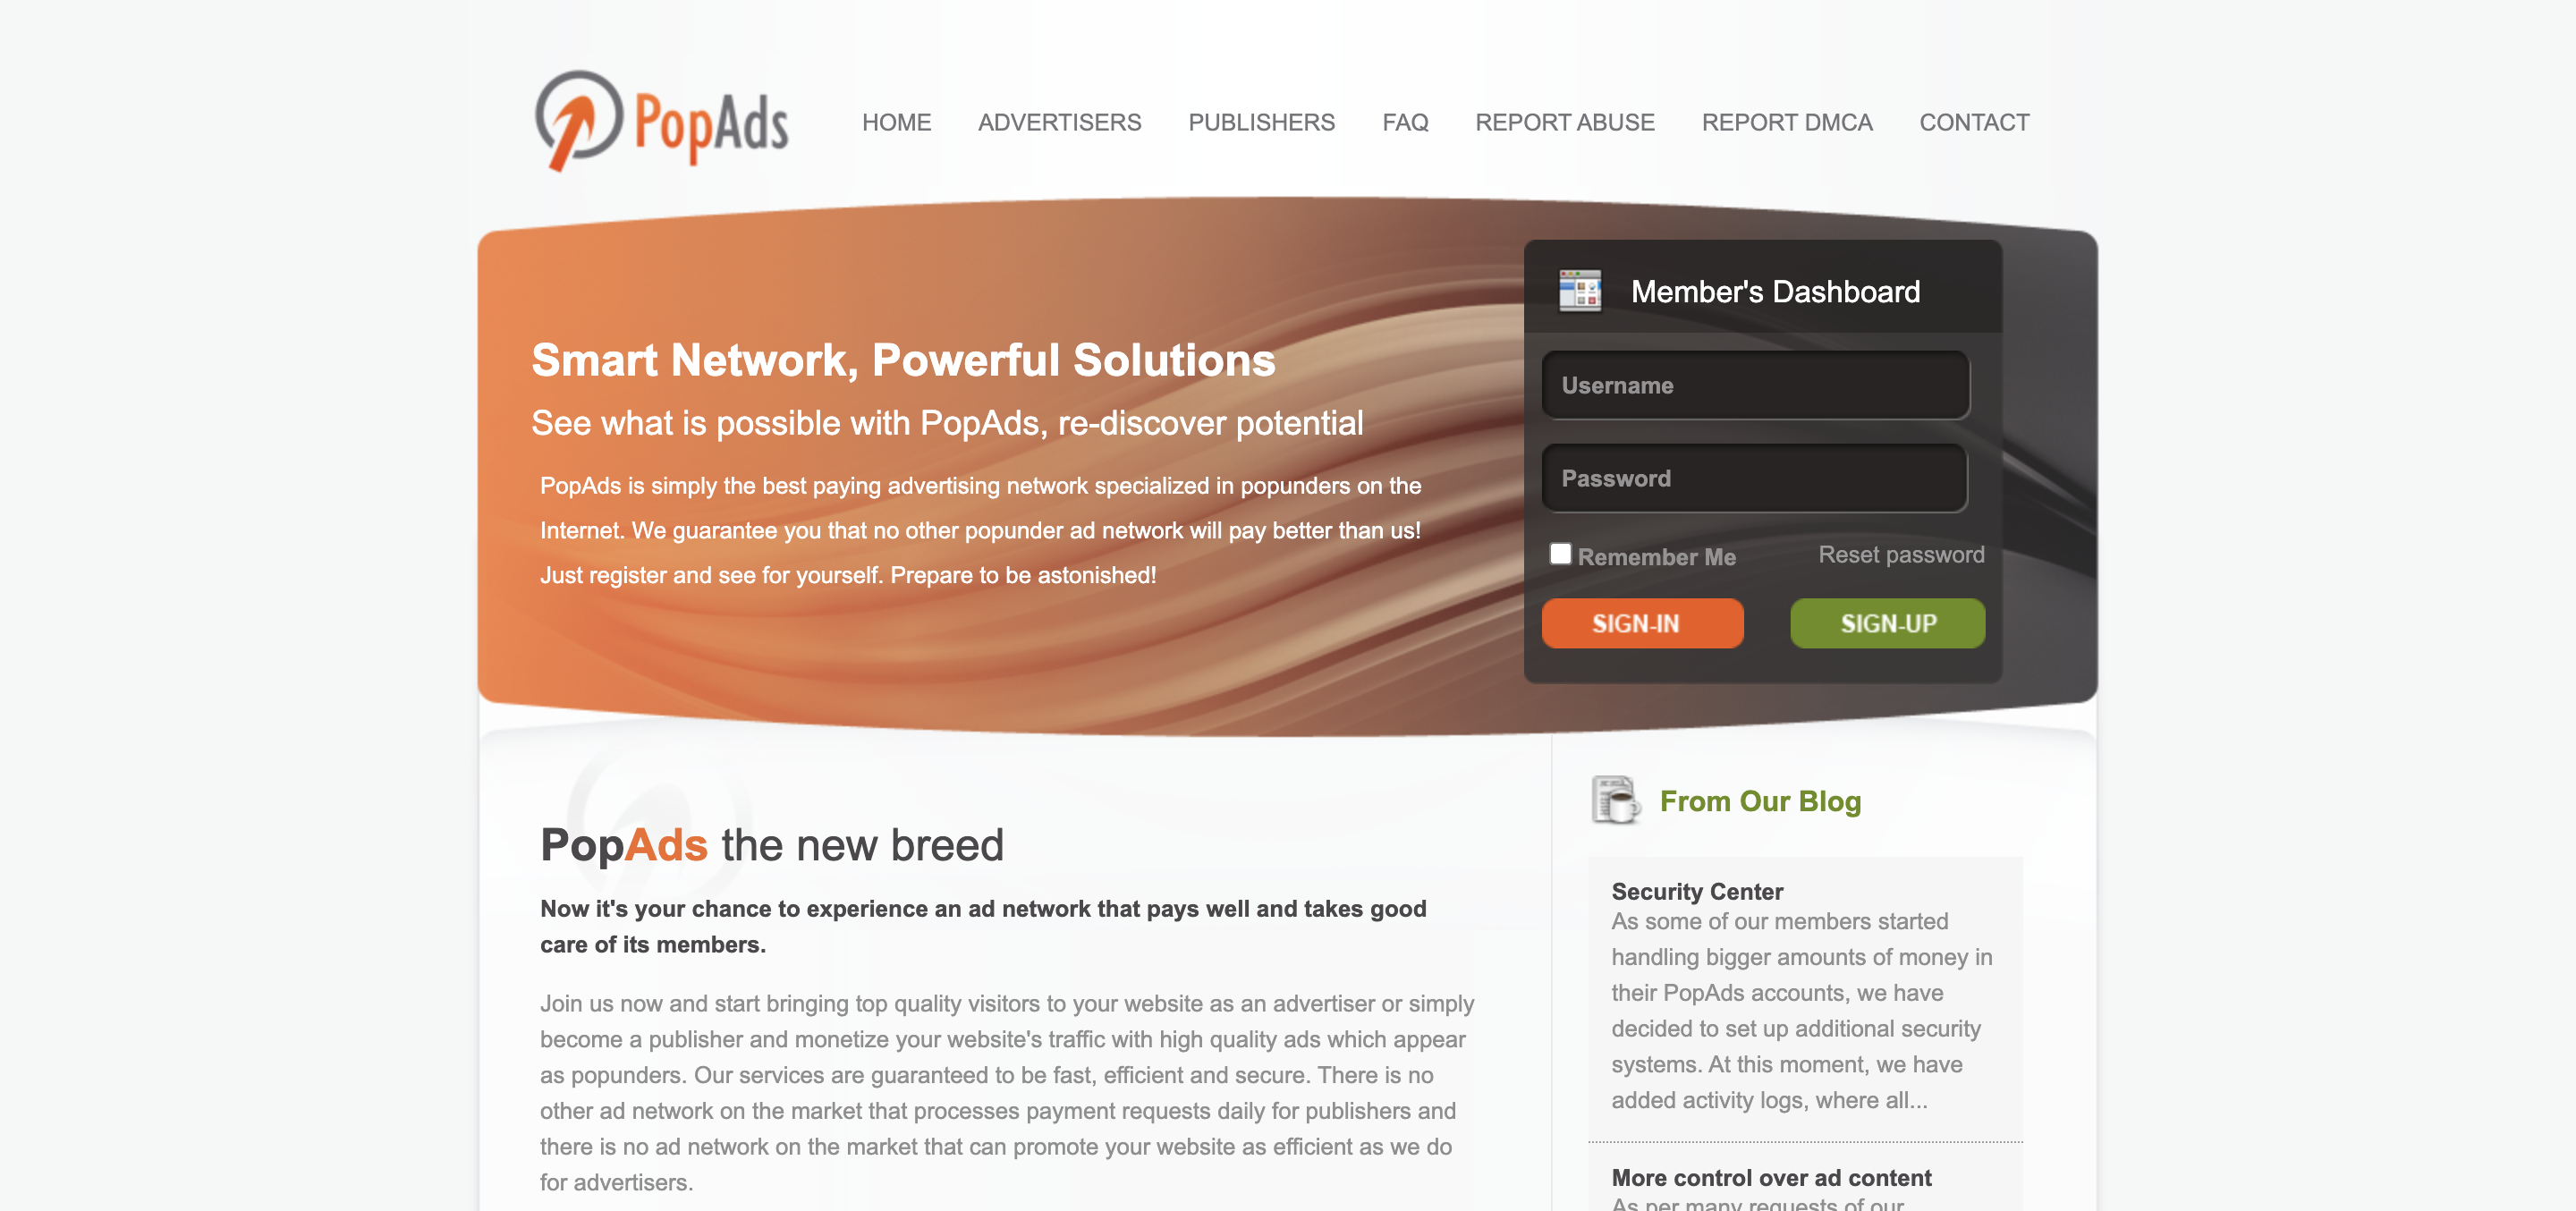 PopAds
HOME
ADVERTISERS
PUBLISHERS
FAQ
REPORT ABUSE
REPORT DMCA
CONTACT
Smart Network, Powerful Solutions
See what is possible with PopAds, re-discover potential
PopAds is simply the best paying advertising network specialized in popunders on the
Internet. We guarantee you that no other popunder ad network will pay better than us!
Just register and see for yourself. Prepare to be astonished!
Member's Dashboard
Username
Password
Remember Me
Reset password
SIGN-IN
SIGN-UP
PopAds the new breed
Now it's your chance to experience an ad network that pays well and takes good
care of its members.
Join us now and start bringing top quality visitors to your website as an advertiser or simply
become a publisher and monetize your website's traffic with high quality ads which appear
as popunders. Our services are guaranteed to be fast, efficient and secure. There is no
other ad network on the market that processes payment requests daily for publishers and
there is no ad network on the market that can promote your website as efficient as we do
for advertisers.
From Our Blog
Security Center
As some of our members started
handling bigger amounts of money in
their PopAds accounts, we have
decided to set up additional security
systems. At this moment, we have
added activity logs, where all...
More control over ad content
As per many requests of our